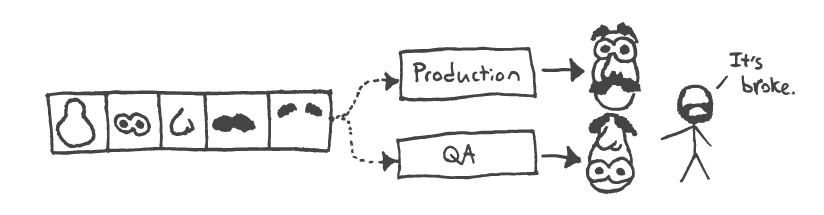 Production
It's
broke.
QA